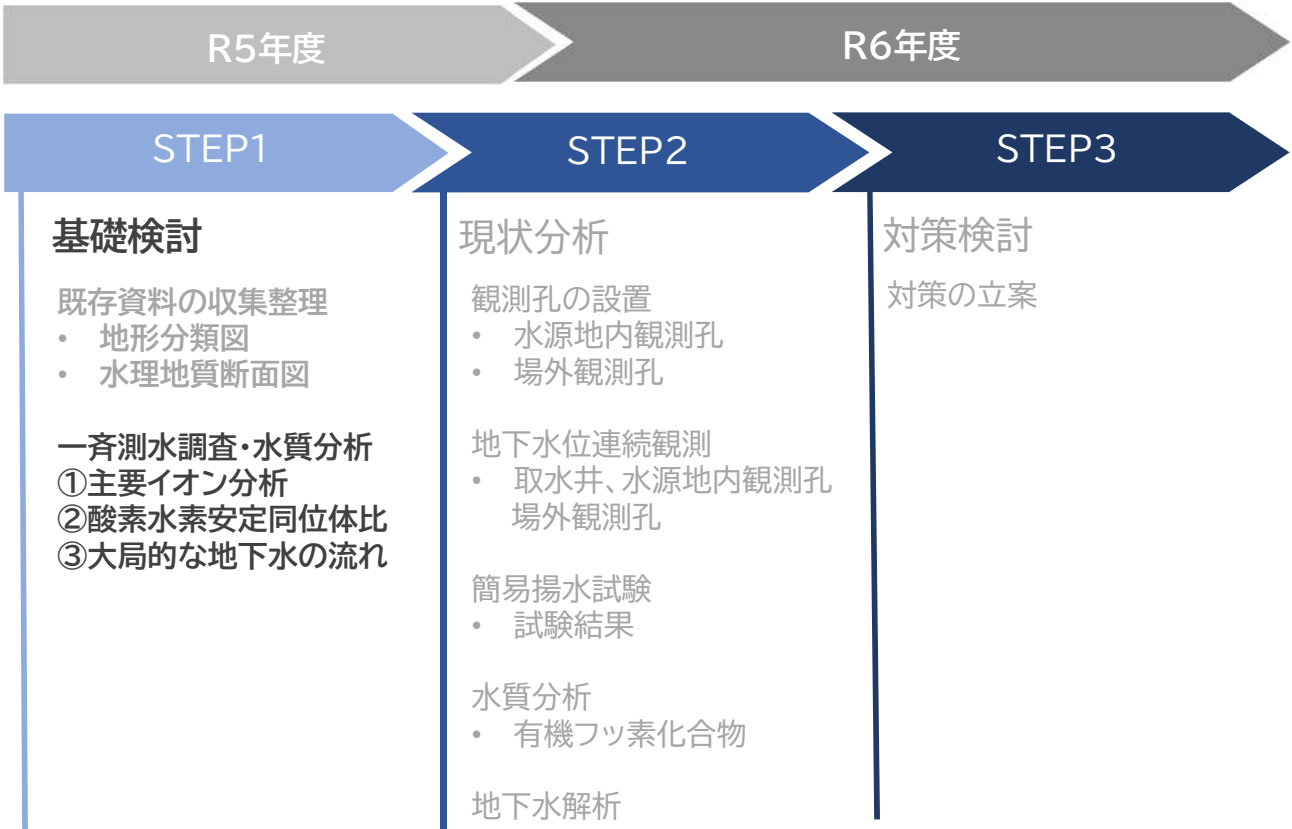 R5年度
R6年度
STEP1
STEP2
STEP3
基礎検討
既存資料の収集整理
• 地形分類図
• 水理地質断面図
一斉測水調査・水質分析
①主要イオン分析
②酸素水素安定同位体比
③大局的な地下水の流れ
現状分析
観測孔の設置
• 水源地内観測孔
• 場外観測孔
地下水位連続観測
• 取水井、水源地内観測孔
場外観測孔
簡易揚水試験
• 試験結果
水質分析
• 有機フッ素化合物
地下水解析
対策検討
対策の立案